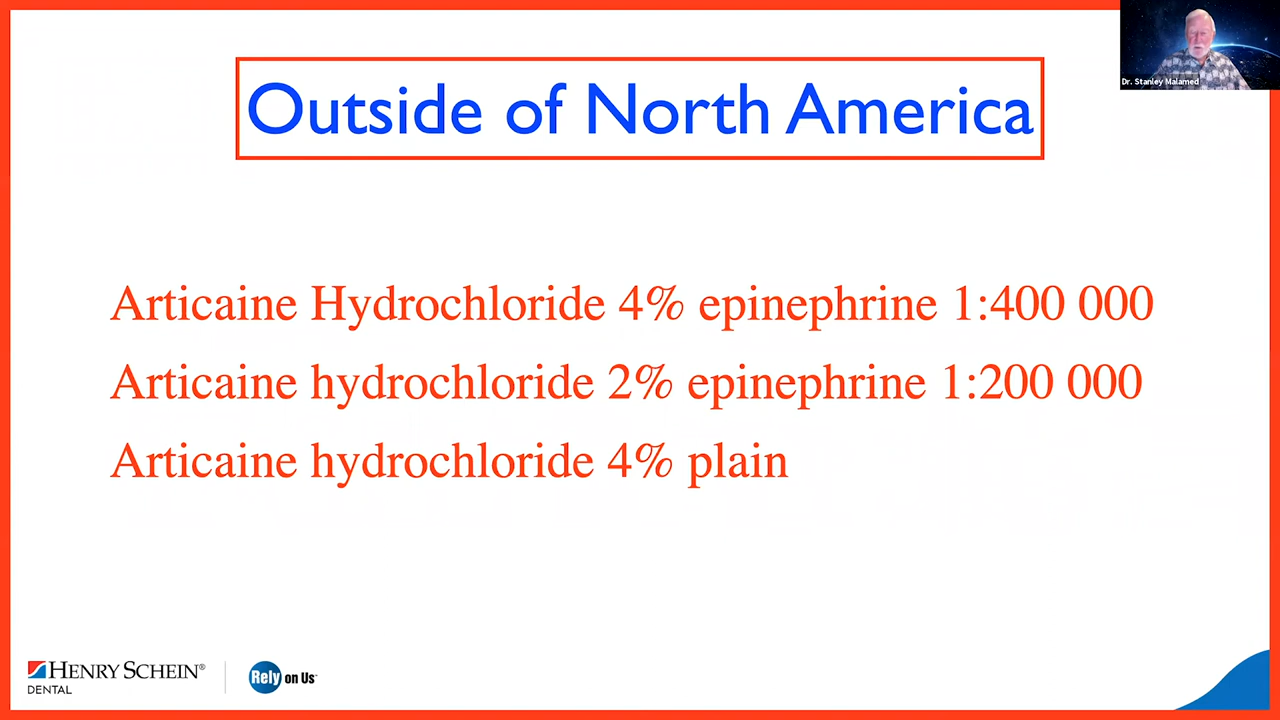 Dr. Stanley Malamed
Outside of North America
Articaine Hydrochloride 4% epinephrine 1:400 000
Articaine hydrochloride 2% epinephrine 1:200 000
Articaine hydrochloride 4% plain
HENRY SCHEIN®
DENTAL
Rely on Us™